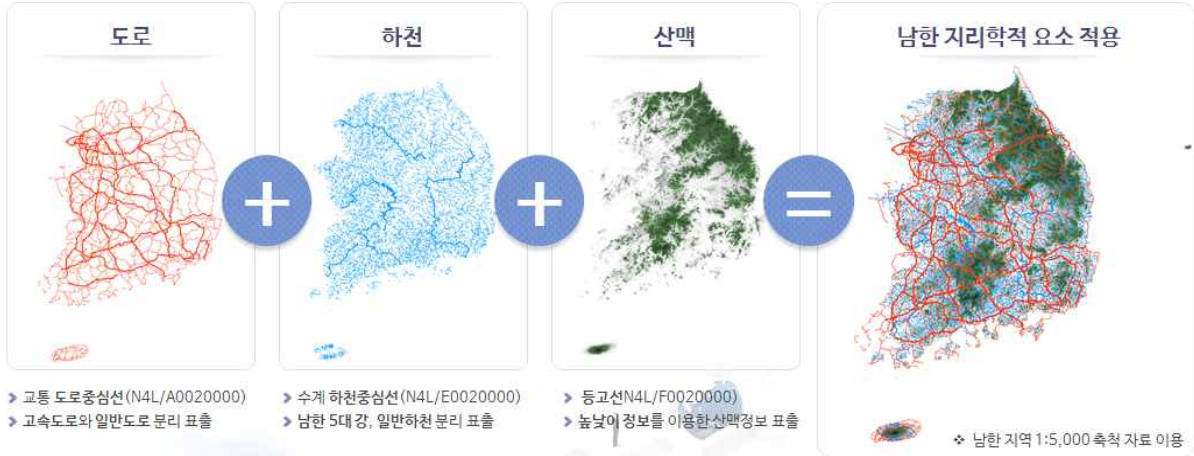 도로
하천
산맥
남한 지리학적 요소 적용
+
+
=
> 교통 도로중심선(N4L/A0020000)
> 고속도로와 일반도로 분리 표출
> 수계 하천중심선(N4L/E0020000)
> 남한 5대 강, 일반하천 분리 표출
> 등고선N4L/F0020000)
> 높낮이 정보를 이용한 산맥정보 표출
❖ 남한 지역 1:5,000 축척 자료 이용